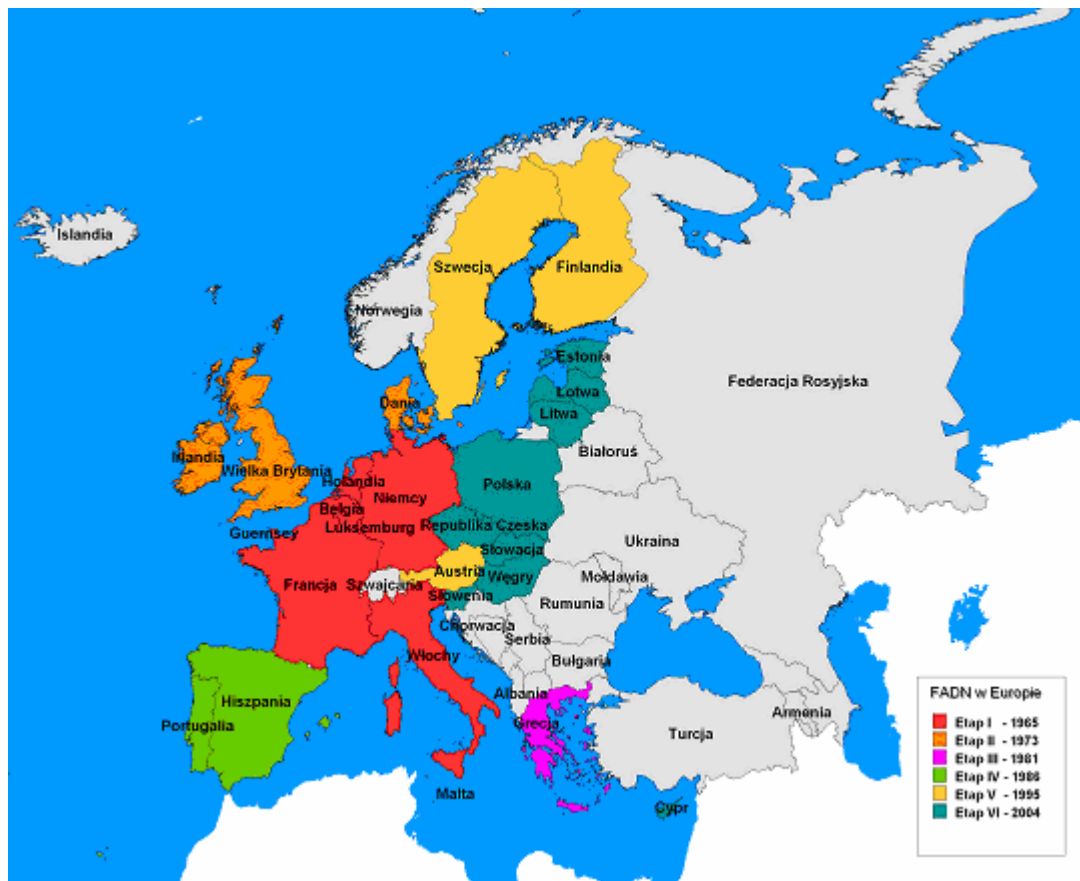 Islandia
Szwecja
Finlandia
Norwegia
Estonia
Federacja Rosyjska
Łotwa
Dania
Litwa
Białoruś
Irlandia
Wielka Brytania
Holandia
Polska
Niemcy
Belgia
Luksemburg
Republika Czeska
Guernsey
Ukraina
Słowacja
Austria
Węgry
Mołdawia
Francja
Szwajcaria
Słowenia
Rumunia
Chorwacja
Serbia
Włochy
Bułgaria
Albania
Hiszpania
Portugalia
Grecja
Armenia
Turcja
Malta
Cypr
FADN w Europie
Etap I - 1965
Etap II - 1973
Etap III - 1981
Etap IV - 1986
Etap V - 1995
Etap VI - 2004